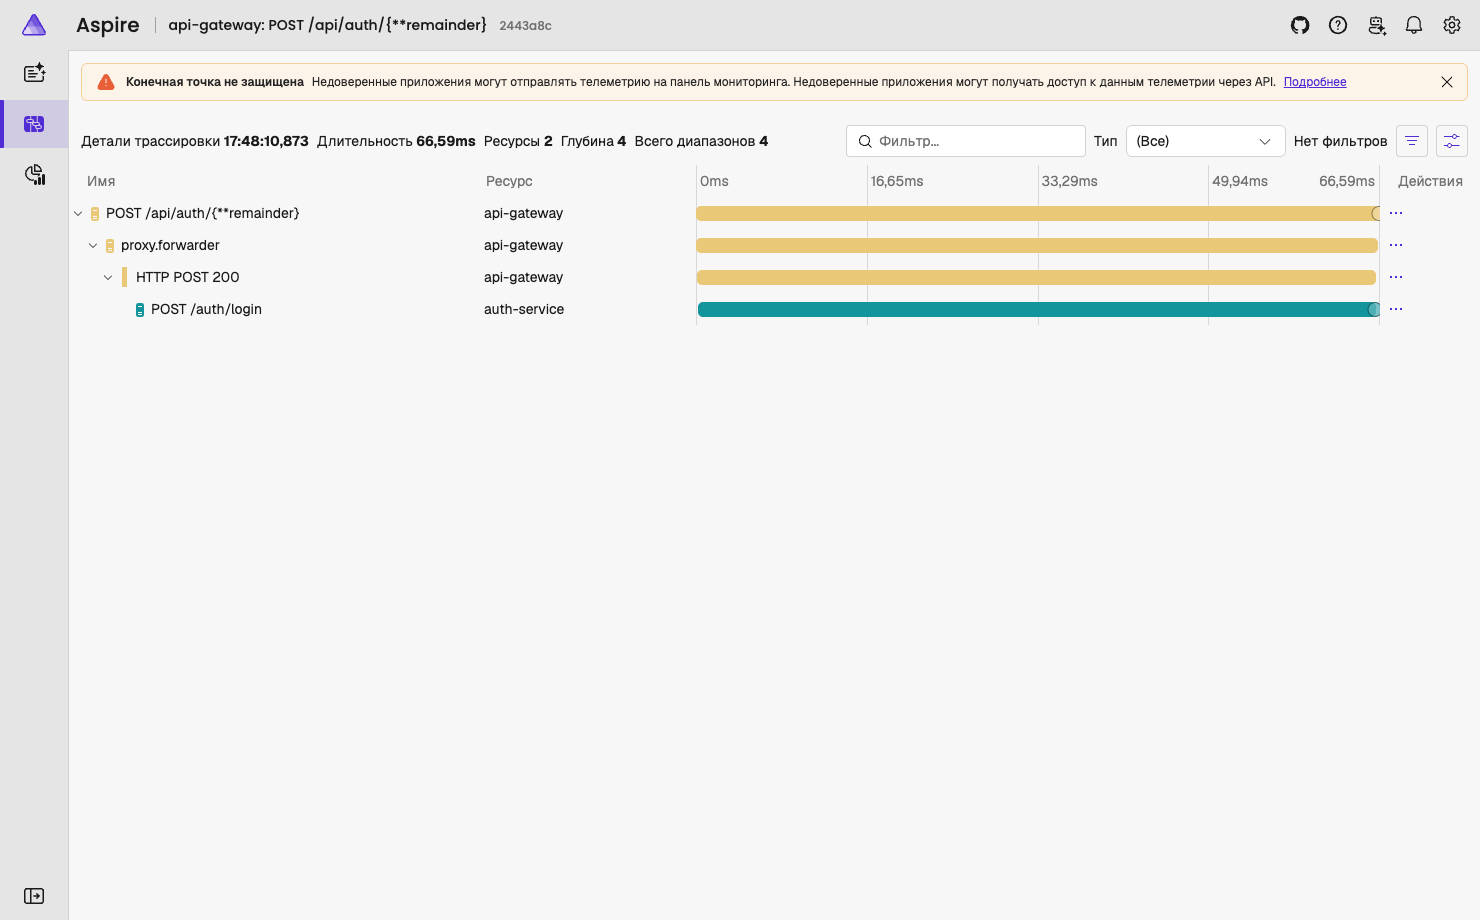 Aspire api-gateway: POST /api/auth/{**remainder} 2443a8c
Конечная точка не защищена Недоверенные приложения могут отправлять телеметрию на панель мониторинга. Недоверенные приложения могут получать доступ к данным телеметрии через API. Подробнее
Детали трассировки 17:48:10,873 Длительность 66,59ms Ресурсы 2 Глубина 4 Всего диапазонов 4 Фильтр... Тип (Все) Нет фильтров
Имя Ресурс 0ms 16,65ms 33,29ms 49,94ms 66,59ms Действия
POST /api/auth/{**remainder} api-gateway
proxy.forwarder api-gateway
HTTP POST 200 api-gateway
POST /auth/login auth-service